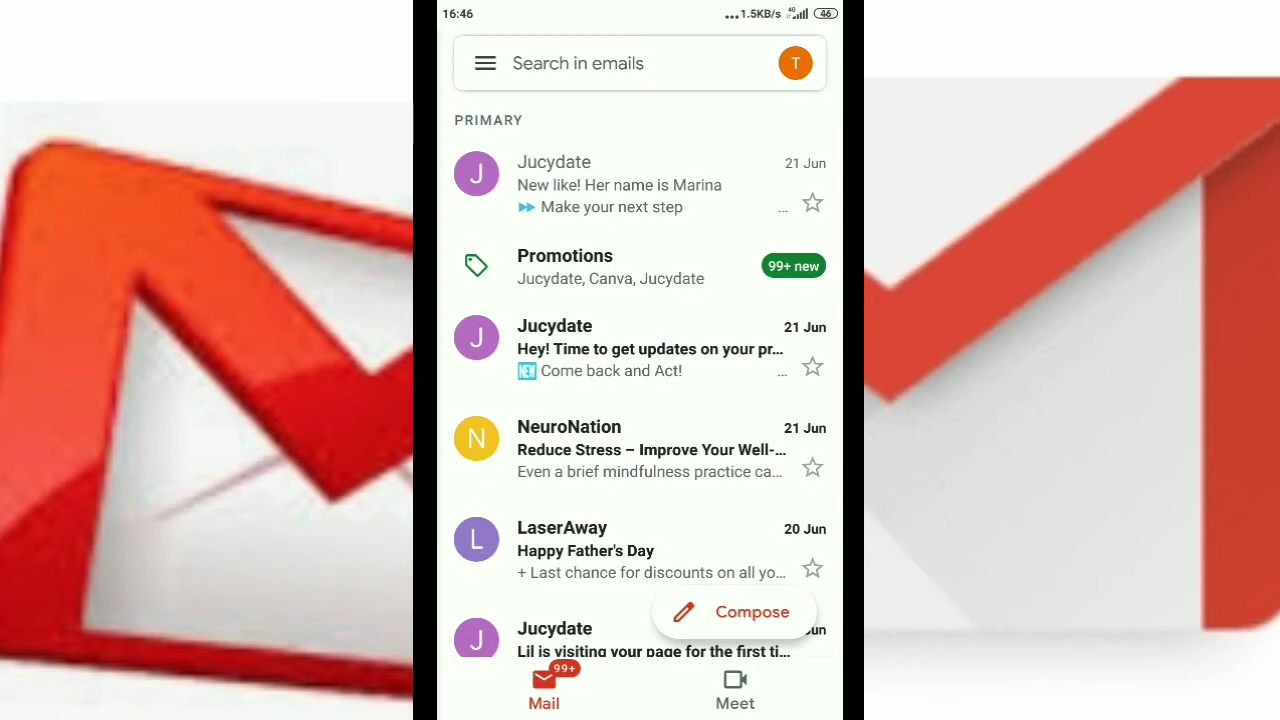 16:46
...1.5KB/s 4G 46
Search in emails
T
PRIMARY
J
Jucydate
21 Jun
New like! Her name is Marina
Make your next step
...
Promotions
Jucydate, Canva, Jucydate
99+ new
J
Jucydate
21 Jun
Hey! Time to get updates on your pr...
NEW Come back and Act!
...
N
NeuroNation
21 Jun
Reduce Stress – Improve Your Well-...
Even a brief mindfulness practice ca...
L
LaserAway
20 Jun
Happy Father's Day
+ Last chance for discounts on all yo...
Compose
J
Jucydate
Lil is visiting your page for the first ti...
99+
Mail
Meet